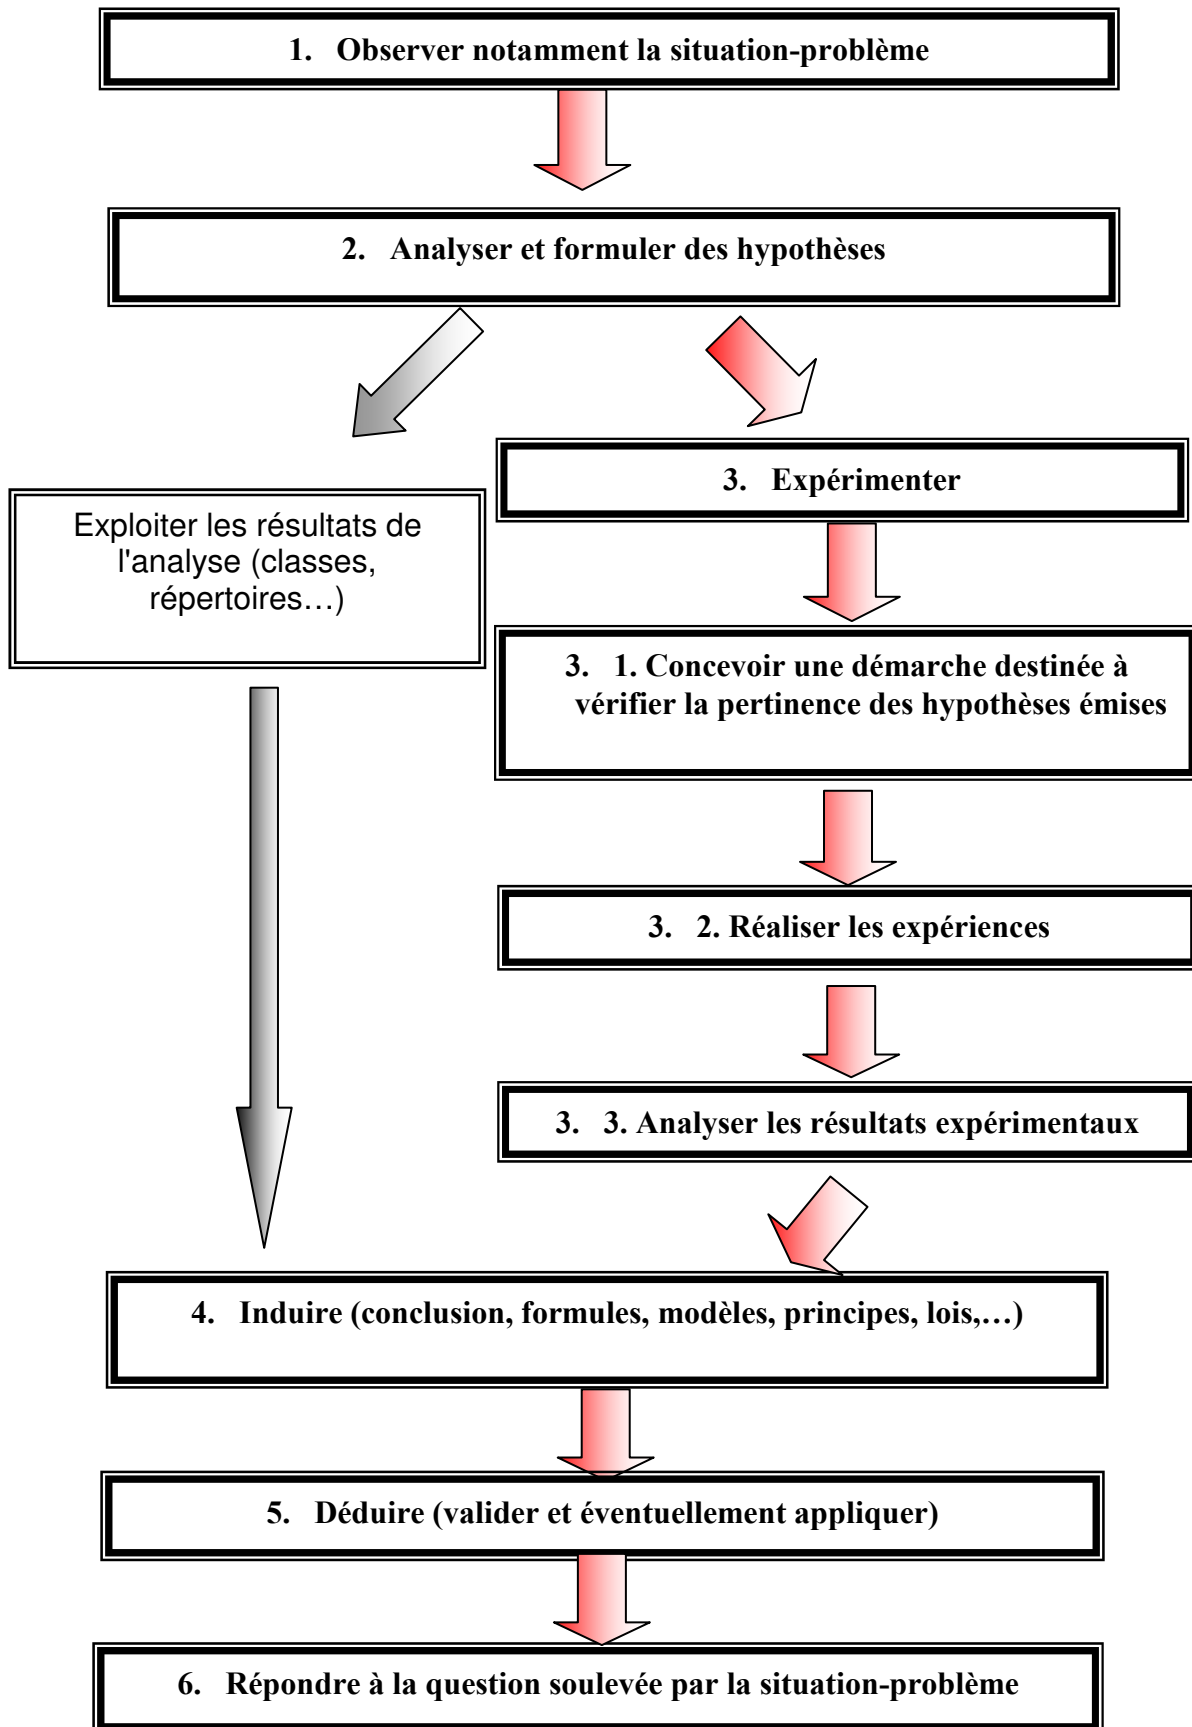 1. Observer notamment la situation-problème
2. Analyser et formuler des hypothèses
3. Expérimenter
Exploiter les résultats de
l'analyse (classes,
répertoires…)
3. 1. Concevoir une démarche destinée à
vérifier la pertinence des hypothèses émises
3. 2. Réaliser les expériences
3. 3. Analyser les résultats expérimentaux
4. Induire (conclusion, formules, modèles, principes, lois,…)
5. Déduire (valider et éventuellement appliquer)
6. Répondre à la question soulevée par la situation-problème